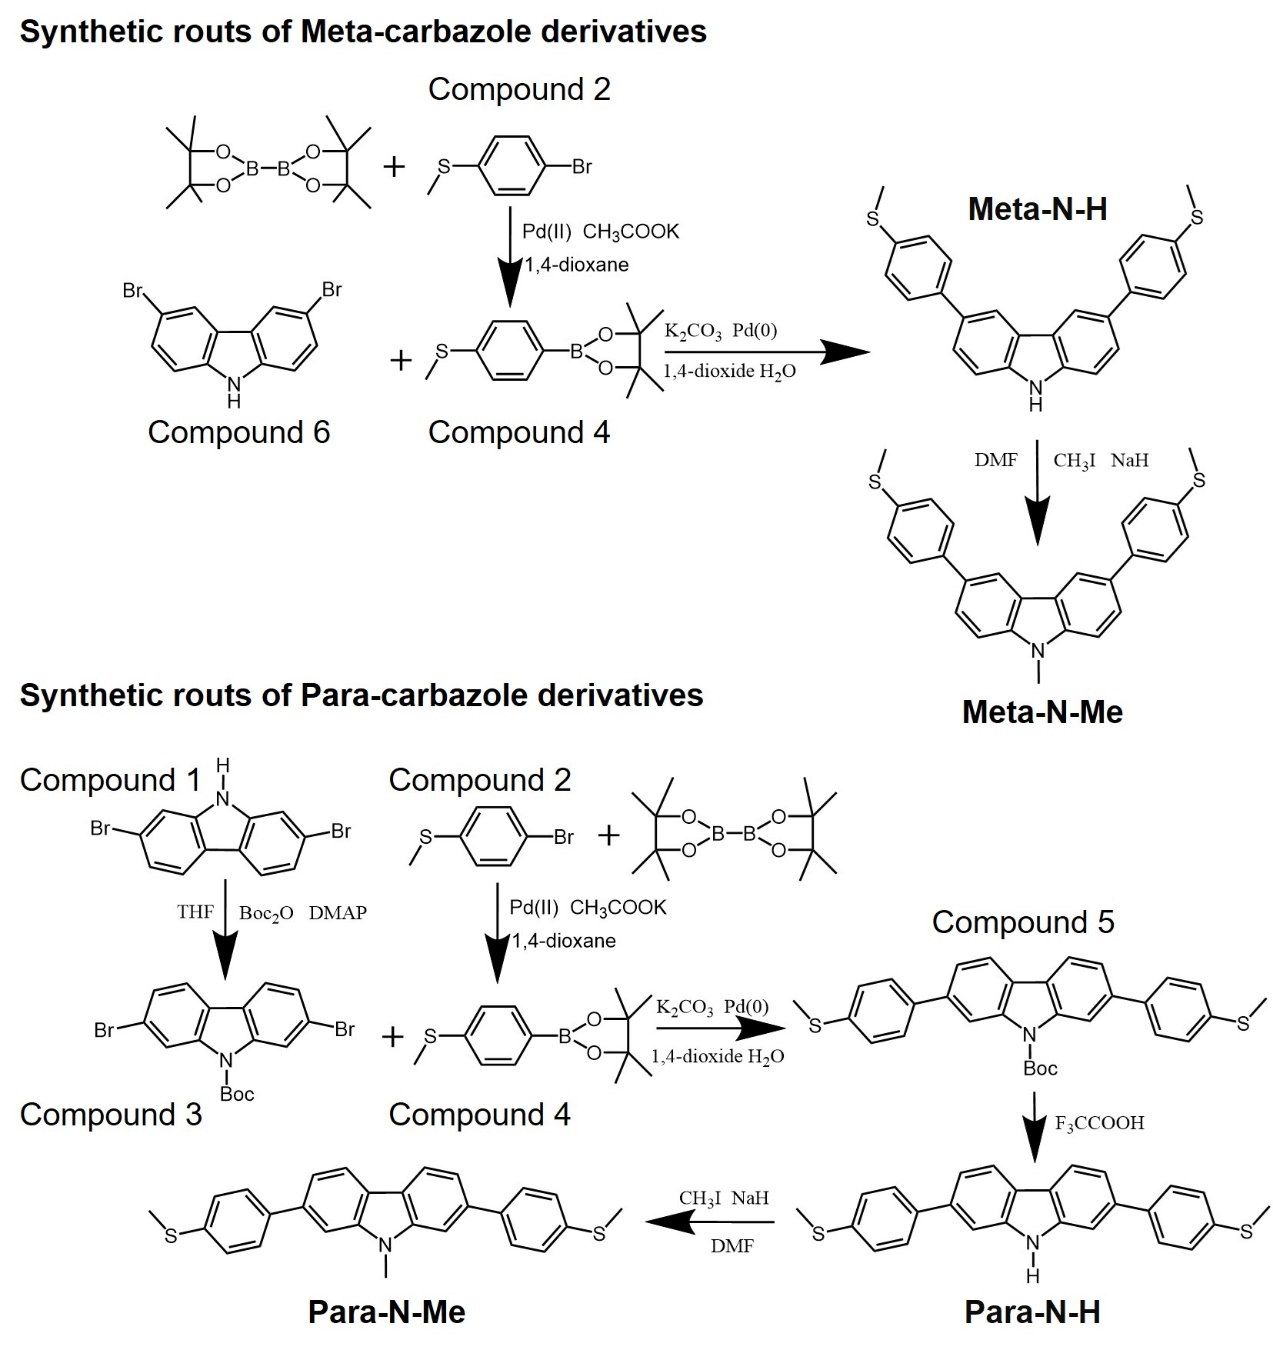 Synthetic routs of Meta-carbazole derivatives
Compound 2
O O
B B
O O
+
S Br
Pd(II) CH₃COOK
1,4-dioxane
Br Br
N
H
Compound 6
+
S B
O
O
Compound 4
K₂CO₃ Pd(0)
1,4-dioxide H₂O
Meta-N-H
S S
N
H
DMF CH₃I NaH
S S
N
Meta-N-Me
Synthetic routs of Para-carbazole derivatives
Compound 1
H
N
Br Br
THF Boc₂O DMAP
Compound 2
S Br
+
O O
B B
O O
Pd(II) CH₃COOK
1,4-dioxane
Br Br
N
Boc
Compound 3
+
S B
O
O
Compound 4
K₂CO₃ Pd(0)
1,4-dioxide H₂O
Compound 5
S S
N
Boc
F₃CCOOH
S S
N
H
Para-N-H
CH₃I NaH
DMF
S S
N
Para-N-Me